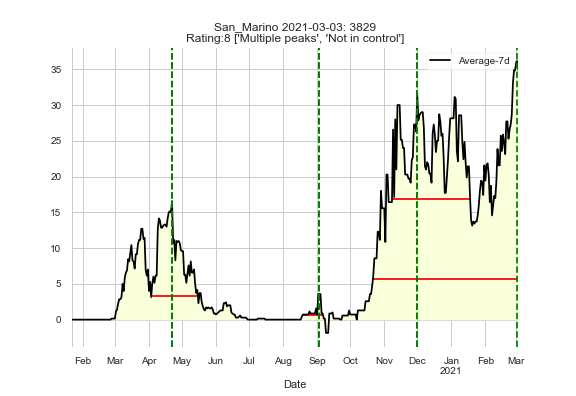 San_Marino 2021-03-03: 3829
Rating:8 ['Multiple peaks', 'Not in control']
Average-7d
35
30
25
20
15
10
5
0
Feb Mar Apr May Jun Jul Aug Sep Oct Nov Dec Jan Feb Mar
2021
Date